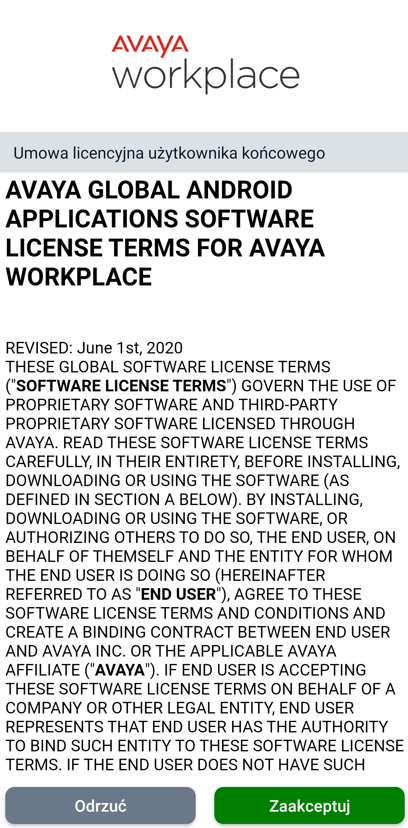 AVAYA
workplace
Umowa licencyjna użytkownika końcowego
AVAYA GLOBAL ANDROID
APPLICATIONS SOFTWARE
LICENSE TERMS FOR AVAYA
WORKPLACE
REVISED: June 1st, 2020
THESE GLOBAL SOFTWARE LICENSE TERMS
("SOFTWARE LICENSE TERMS") GOVERN THE USE OF
PROPRIETARY SOFTWARE AND THIRD-PARTY
PROPRIETARY SOFTWARE LICENSED THROUGH
AVAYA. READ THESE SOFTWARE LICENSE TERMS
CAREFULLY, IN THEIR ENTIRETY, BEFORE INSTALLING,
DOWNLOADING OR USING THE SOFTWARE (AS
DEFINED IN SECTION A BELOW). BY INSTALLING,
DOWNLOADING OR USING THE SOFTWARE, OR
AUTHORIZING OTHERS TO DO SO, THE END USER, ON
BEHALF OF THEMSELF AND THE ENTITY FOR WHOM
THE END USER IS DOING SO (HEREINAFTER
REFERRED TO AS "END USER"), AGREE TO THESE
SOFTWARE LICENSE TERMS AND CONDITIONS AND
CREATE A BINDING CONTRACT BETWEEN END USER
AND AVAYA INC. OR THE APPLICABLE AVAYA
AFFILIATE ("AVAYA"). IF END USER IS ACCEPTING
THESE SOFTWARE LICENSE TERMS ON BEHALF OF A
COMPANY OR OTHER LEGAL ENTITY, END USER
REPRESENTS THAT END USER HAS THE AUTHORITY
TO BIND SUCH ENTITY TO THESE SOFTWARE LICENSE
TERMS. IF THE END USER DOES NOT HAVE SUCH
Odrzuć
Zaakceptuj